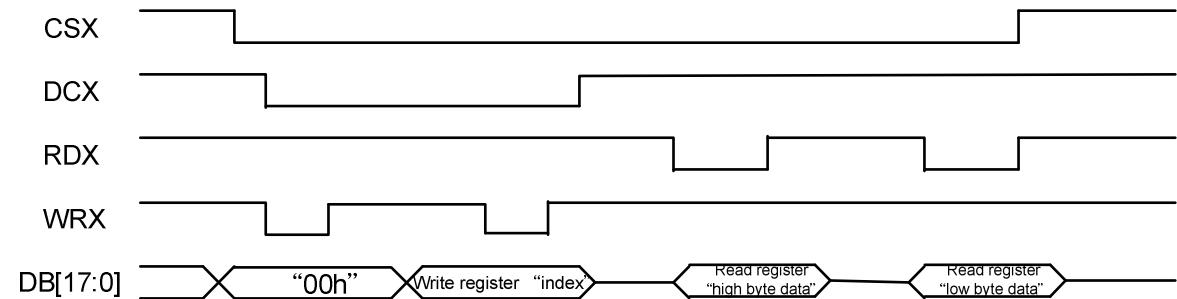 CSX
DCX
RDX
WRX
DB[17:0]
“00h”
Write register “index”
Read register
“high byte data”
Read register
“low byte data”